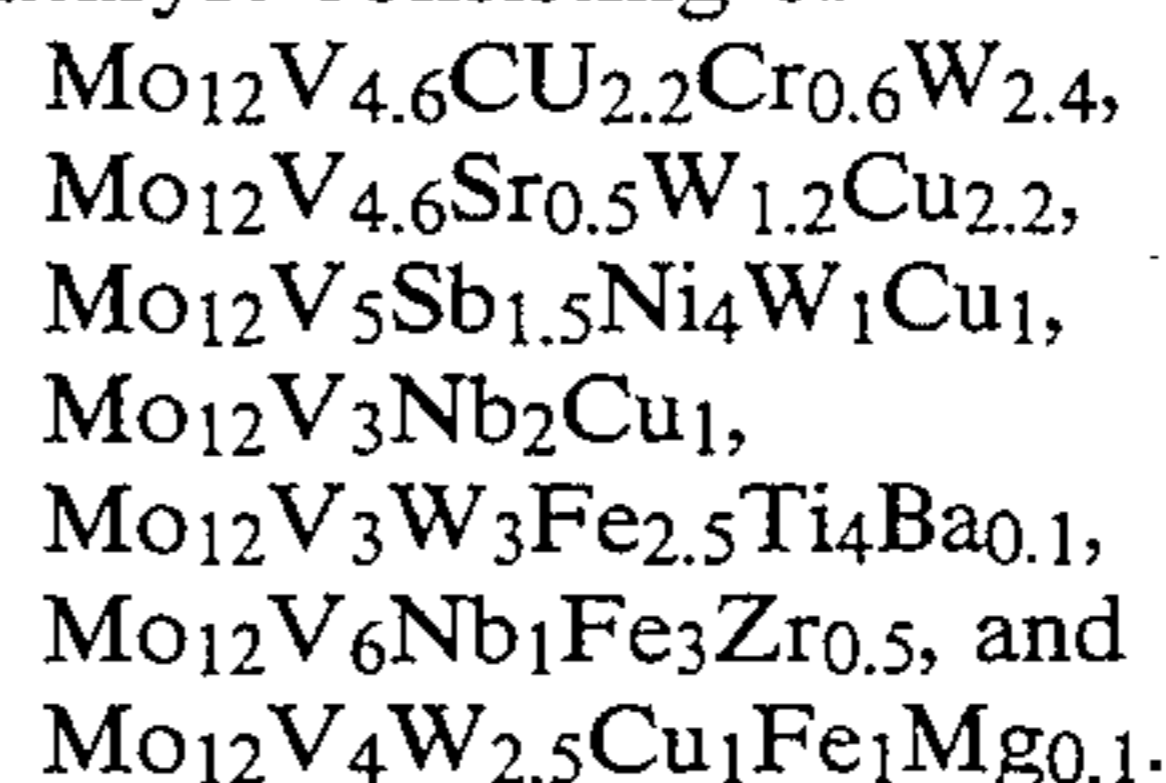 consisting
Mo12V4.6CU2.2Cr0.6W2.4,
Mo12V4.6Sr0.5W1.2Cu2.2,
Mo12V5Sb1.5Ni4W1Cu1,
Mo12V3Nb2Cu1,
Mo12V3W3Fe2.5Ti4Ba0.1,
Mo12V6Nb1Fe3Zr0.5, and
Mo12V4W2.5Cu1Fe1Mg0.1.